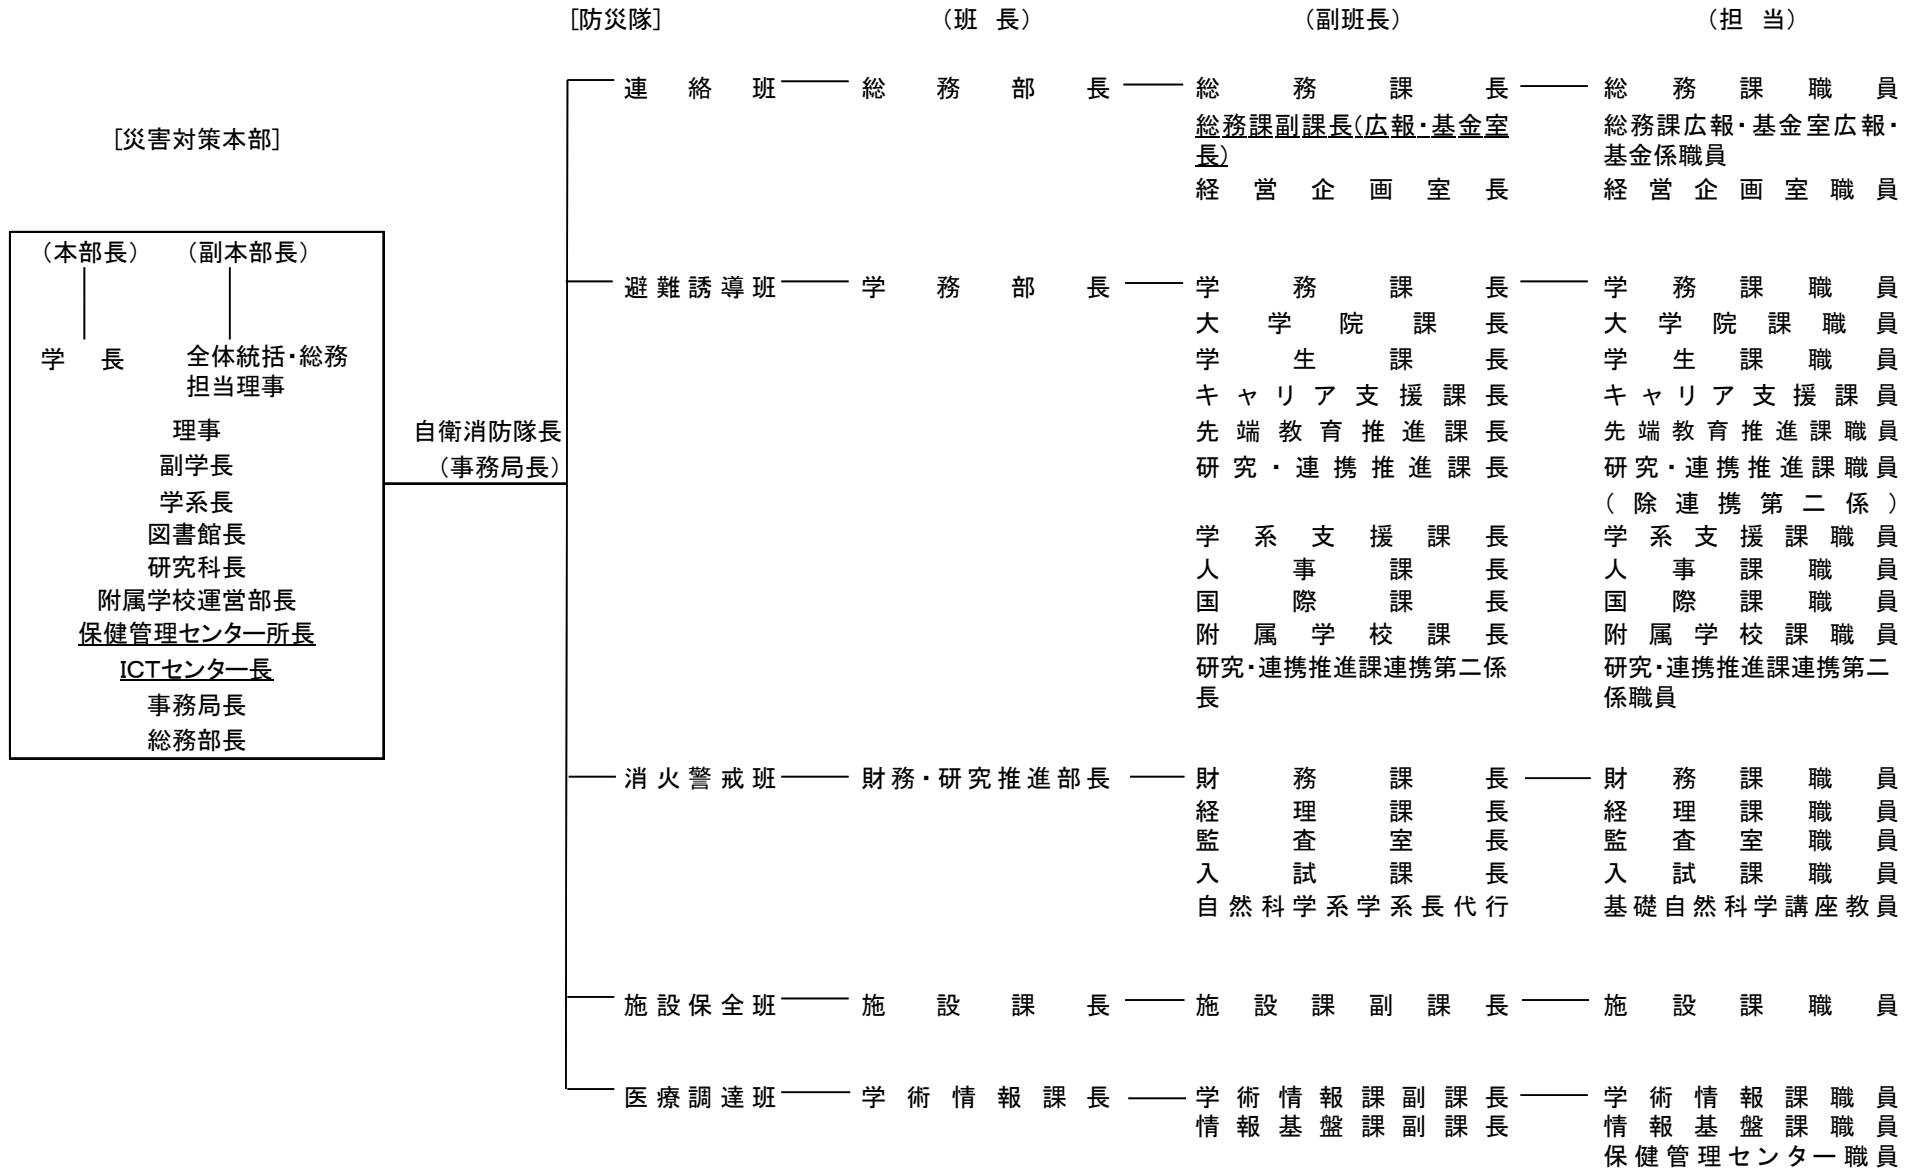 [防災隊] (班 長) (副班長) (担 当)
[災害対策本部]
(本部長) (副本部長)
学 長 全体統括・総務
担当理事
理事
副学長
学系長
図書館長
研究科長
附属学校運営部長
保健管理センター所長
ICTセンター長
事務局長
総務部長
自衛消防隊長
(事務局長)
連絡班 総務部長 総務課長 総務課職員
総務課副課長(広報・基金室 総務課広報・基金室広報・
長) 基金係職員
経営企画室長 経営企画室職員
避難誘導班 学務部長 学務課長 学務課職員
大学院課長 大学院課職員
学生課長 学生課職員
キャリア支援課長 キャリア支援課員
先端教育推進課長 先端教育推進課職員
研究・連携推進課長 研究・連携推進課職員
(除連携第二係)
学系支援課長 学系支援課職員
人事課長 人事課職員
国際課長 国際課職員
附属学校課長 附属学校課職員
研究・連携推進課連携第二係 研究・連携推進課連携第二
長 係職員
消火警戒班 財務・研究推進部長 財務課長 財務課職員
経理課長 経理課職員
監査室長 監査室職員
入試課長 入試課職員
自然科学系学系長代行 基礎自然科学講座教員
施設保全班 施設課長 施設課副課長 施設課職員
医療調達班 学術情報課長 学術情報課副課長 学術情報課職員
情報基盤課副課長 情報基盤課職員
保健管理センター職員